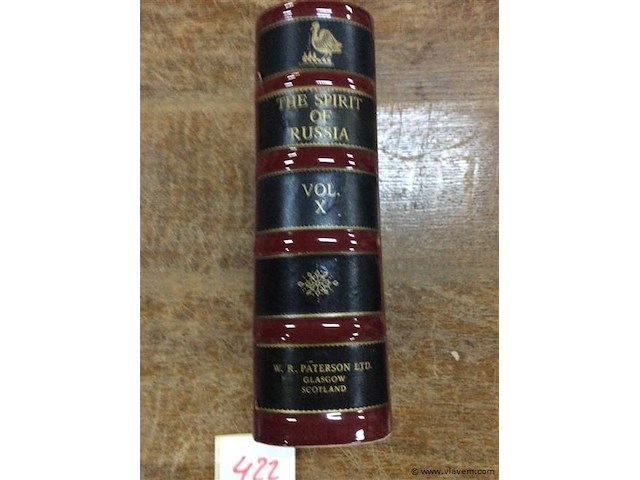 THE SPIRIT
OF
RUSSIA
VOL.
X
W. R. PATERSON LTD.
GLASGOW
SCOTLAND
422
© www.vlavem.com